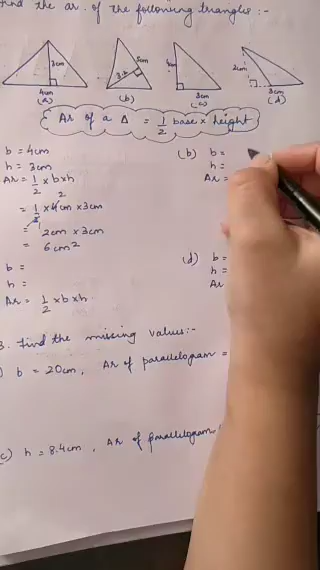 Find the ar. of the following triangles :-
3cm
4cm
(a)
5cm
(b)
3cm
(c)
2cm
3cm
(d)
Ar of a Δ = 1/2 base x height
b = 4cm
h = 3cm
Ar = 1/2 x b x h
= 1/2 x 4cm x 3cm
= 2cm x 3cm
= 6cm²
(b) b =
h =
Ar =
b =
h =
Ar = 1/2 x b x h
(d) b =
h =
Ar
3. Find the missing values:-
b = 20cm, Ar of parallelogram =
(c) h = 8.4cm, Ar of parallelogram